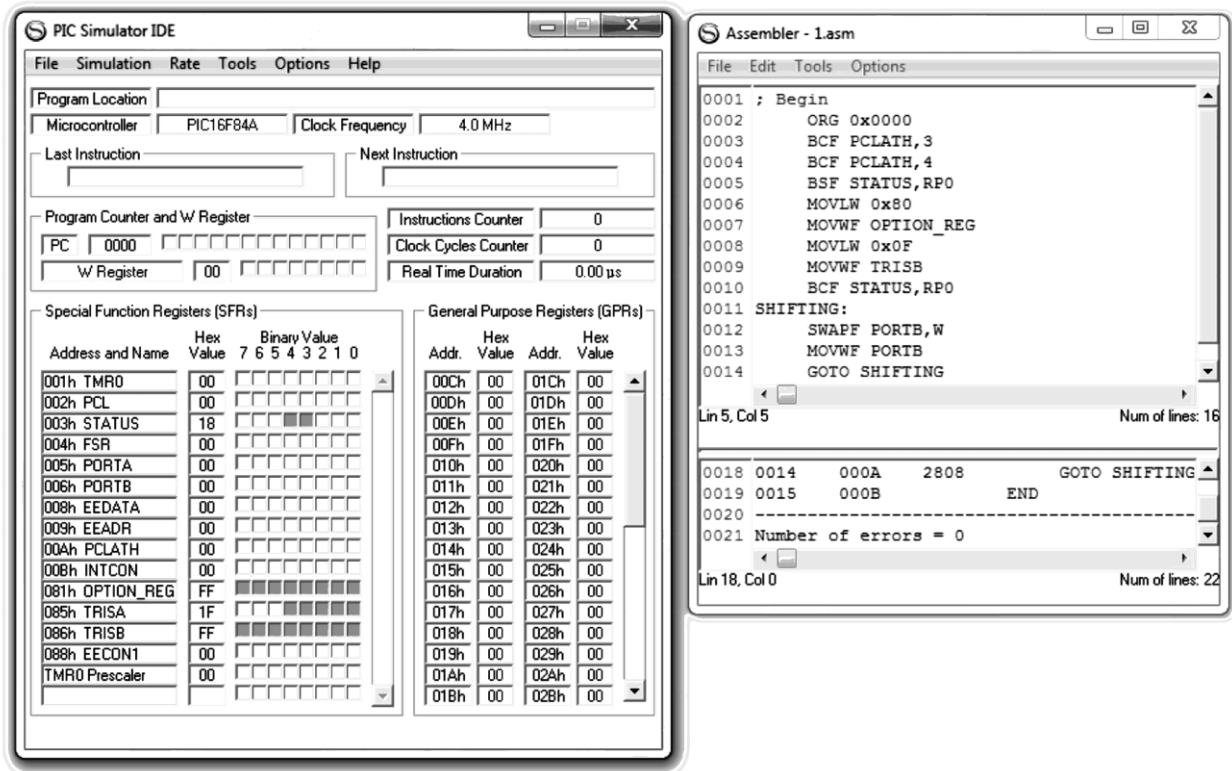 PIC Simulator IDE
File Simulation Rate Tools Options Help
Program Location
Microcontroller PIC16F84A Clock Frequency 4.0 MHz
Last Instruction Next Instruction
Program Counter and W Register
PC 0000
W Register 00
Instructions Counter 0
Clock Cycles Counter 0
Real Time Duration 0.00 µs
Special Function Registers (SFRs)
Hex Binary Value
Address and Name Value 7 6 5 4 3 2 1 0
001h TMR0 00
002h PCL 00
003h STATUS 18
004h FSR 00
005h PORTA 00
006h PORTB 00
008h EEDATA 00
009h EEADR 00
00Ah PCLATH 00
00Bh INTCON 00
081h OPTION_REG FF
085h TRISA 1F
086h TRISB FF
088h EECON1 00
TMR0 Prescaler 00
General Purpose Registers (GPRs)
Hex Hex
Addr. Value Addr. Value
00Ch 00 01Ch 00
00Dh 00 01Dh 00
00Eh 00 01Eh 00
00Fh 00 01Fh 00
010h 00 020h 00
011h 00 021h 00
012h 00 022h 00
013h 00 023h 00
014h 00 024h 00
015h 00 025h 00
016h 00 026h 00
017h 00 027h 00
018h 00 028h 00
019h 00 029h 00
01Ah 00 02Ah 00
01Bh 00 02Bh 00
Assembler - 1.asm
File Edit Tools Options
0001 ; Begin
0002 ORG 0x0000
0003 BCF PCLATH,3
0004 BCF PCLATH,4
0005 BSF STATUS,RP0
0006 MOVLW 0x80
0007 MOVWF OPTION_REG
0008 MOVLW 0x0F
0009 MOVWF TRISB
0010 BCF STATUS,RP0
0011 SHIFTING:
0012 SWAPF PORTB,W
0013 MOVWF PORTB
0014 GOTO SHIFTING
Lin 5, Col 5 Num of lines: 16
0018 0014 000A 2808 GOTO SHIFTING
0019 0015 000B END
0020 ------------------------------------------
0021 Number of errors = 0
Lin 18, Col 0 Num of lines: 22